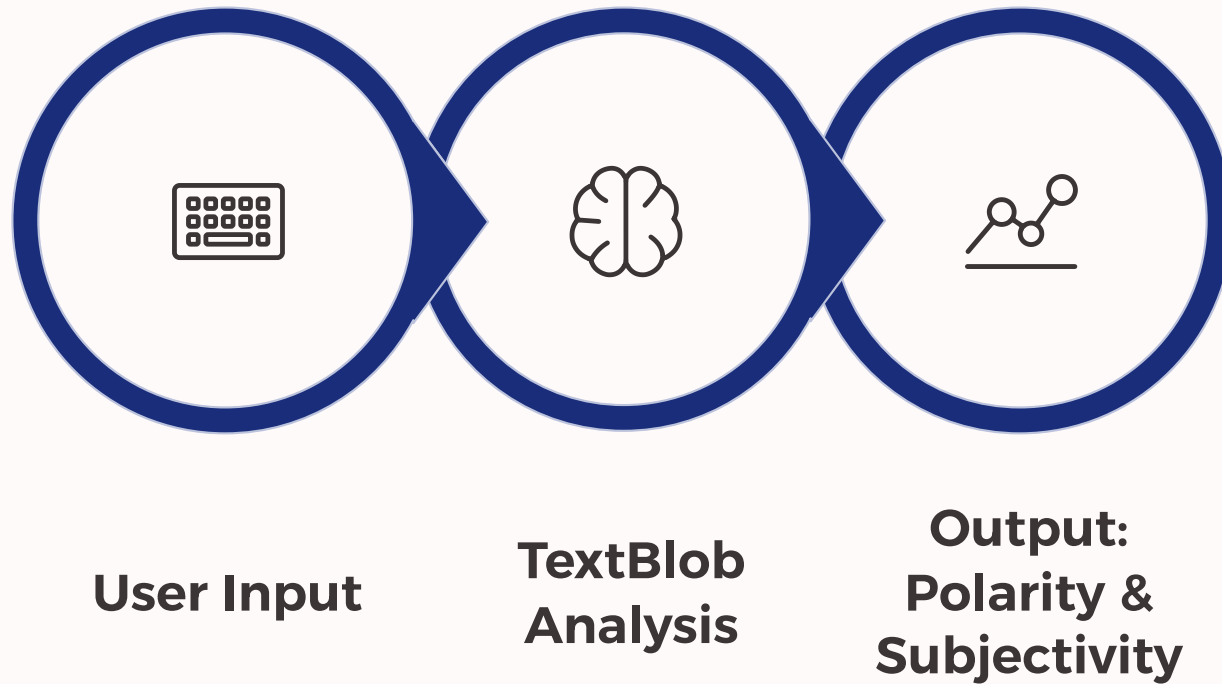 User Input
TextBlob
Analysis
Output:
Polarity &
Subjectivity